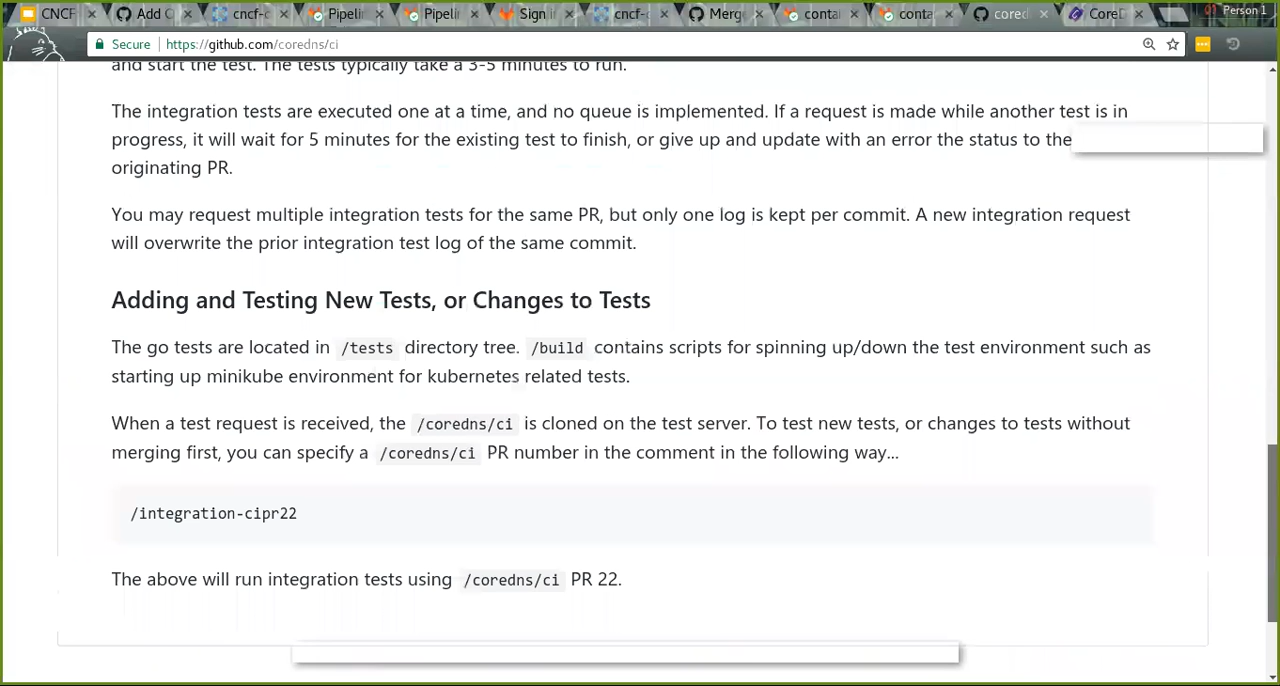 CNCF Add C cncf-c Pipelin Pipelin Sign in cncf-c Merg contai conta cored CoreD Person 1
Secure https://github.com/coredns/ci
and start the test. The tests typically take a 3-5 minutes to run.
The integration tests are executed one at a time, and no queue is implemented. If a request is made while another test is in
progress, it will wait for 5 minutes for the existing test to finish, or give up and update with an error the status to the
originating PR.
You may request multiple integration tests for the same PR, but only one log is kept per commit. A new integration request
will overwrite the prior integration test log of the same commit.
Adding and Testing New Tests, or Changes to Tests
The go tests are located in /tests directory tree. /build contains scripts for spinning up/down the test environment such as
starting up minikube environment for kubernetes related tests.
When a test request is received, the /coredns/ci is cloned on the test server. To test new tests, or changes to tests without
merging first, you can specify a /coredns/ci PR number in the comment in the following way...
/integration-cipr22
The above will run integration tests using /coredns/ci PR 22.